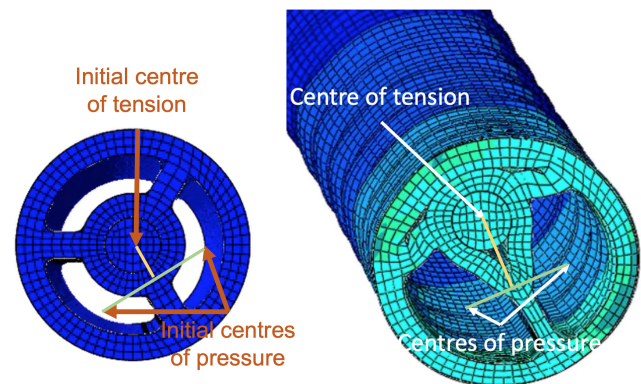 Initial centre
of tension
Initial centres
of pressure
Centre of tension
Centres of pressure